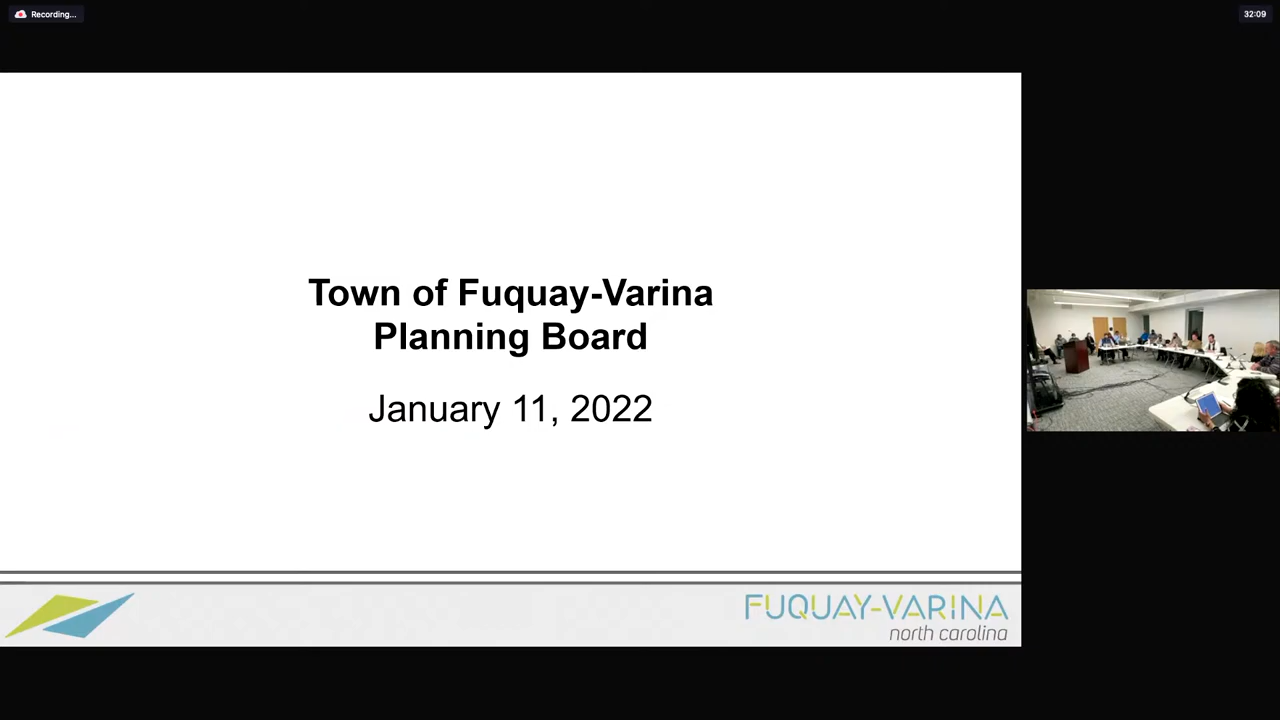 Recording...
32:09
Town of Fuquay-Varina
Planning Board
January 11, 2022
FUQUAY-VARINA
north carolina